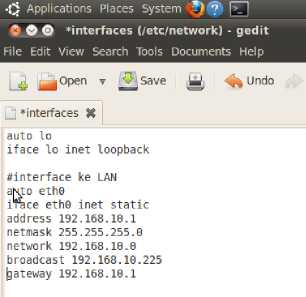 Applications Places System
*interfaces (/etc/network) - gedit
File Edit View Search Tools Documents Help
Open Save Undo
*interfaces
auto lo
iface lo inet loopback
#interface ke LAN
auto eth0
iface eth0 inet static
address 192.168.10.1
netmask 255.255.255.0
network 192.168.10.0
broadcast 192.168.10.225
gateway 192.168.10.1